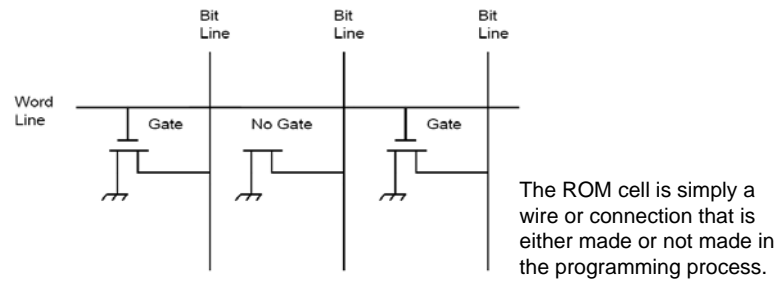 Bit
Line
Bit
Line
Bit
Line
Word
Line
Gate
No Gate
Gate
The ROM cell is simply a
wire or connection that is
either made or not made in
the programming process.